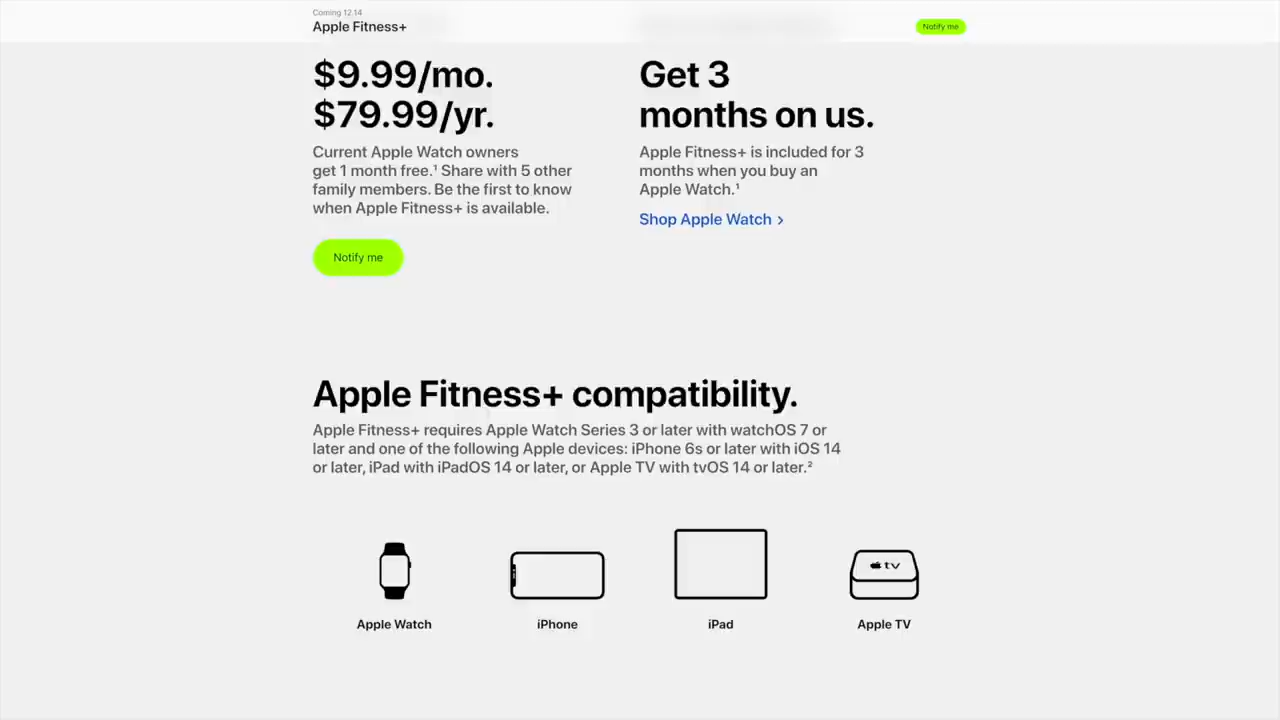 Coming 12.14
Apple Fitness+
Notify me
$9.99/mo.
$79.99/yr.
Current Apple Watch owners
get 1 month free.¹ Share with 5 other
family members. Be the first to know
when Apple Fitness+ is available.
Notify me
Get 3
months on us.
Apple Fitness+ is included for 3
months when you buy an
Apple Watch.¹
Shop Apple Watch >
Apple Fitness+ compatibility.
Apple Fitness+ requires Apple Watch Series 3 or later with watchOS 7 or
later and one of the following Apple devices: iPhone 6s or later with iOS 14
or later, iPad with iPadOS 14 or later, or Apple TV with tvOS 14 or later.²
tv
Apple Watch
iPhone
iPad
Apple TV